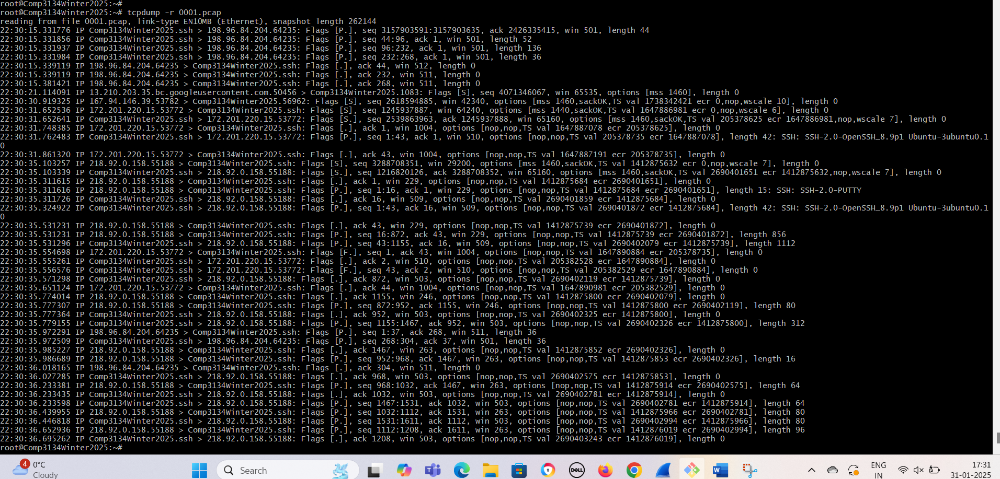 root@Comp3134Winter2025:~#
root@Comp3134Winter2025:~# tcpdump -r 0001.pcap
reading from file 0001.pcap, link-type EN10MB (Ethernet), snapshot length 262144
22:30:15.331776 IP Comp3134Winter2025.ssh > 198.96.84.204.64235: Flags [P.], seq 3157903591:3157903635, ack 2426335415, win 501, length 44
22:30:15.331856 IP Comp3134Winter2025.ssh > 198.96.84.204.64235: Flags [P.], seq 44:96, ack 1, win 501, length 52
22:30:15.331937 IP Comp3134Winter2025.ssh > 198.96.84.204.64235: Flags [P.], seq 96:232, ack 1, win 501, length 136
22:30:15.331984 IP Comp3134Winter2025.ssh > 198.96.84.204.64235: Flags [P.], seq 232:268, ack 1, win 501, length 36
22:30:15.339119 IP 198.96.84.204.64235 > Comp3134Winter2025.ssh: Flags [.], ack 44, win 512, length 0
22:30:15.339119 IP 198.96.84.204.64235 > Comp3134Winter2025.ssh: Flags [.], ack 232, win 511, length 0
22:30:15.381421 IP 198.96.84.204.64235 > Comp3134Winter2025.ssh: Flags [.], ack 268, win 511, length 0
22:30:21.114091 IP 13.210.203.35.bc.googleusercontent.com.50456 > Comp3134Winter2025.1083: Flags [S], seq 4071346067, win 65535, options [mss 1460], length 0
22:30:30.919325 IP 167.94.146.39.53782 > Comp3134Winter2025.56962: Flags [S], seq 2618594885, win 42340, options [mss 1460,sackOK,TS val 1738342421 ecr 0,nop,wscale 10], length 0
22:30:31.652536 IP 172.201.220.15.53772 > Comp3134Winter2025.ssh: Flags [S], seq 1245937887, win 64240, options [mss 1440,sackOK,TS val 1647886981 ecr 0,nop,wscale 6], length 0
22:30:31.652641 IP Comp3134Winter2025.ssh > 172.201.220.15.53772: Flags [S.], seq 2539863963, ack 1245937888, win 65160, options [mss 1460,sackOK,TS val 205378625 ecr 1647886981,nop,wscale 7], length 0
22:30:31.748385 IP 172.201.220.15.53772 > Comp3134Winter2025.ssh: Flags [.], ack 1, win 1004, options [nop,nop,TS val 1647887078 ecr 205378625], length 0
22:30:31.762483 IP Comp3134Winter2025.ssh > 172.201.220.15.53772: Flags [P.], seq 1:43, ack 1, win 510, options [nop,nop,TS val 205378735 ecr 1647887078], length 42: SSH: SSH-2.0-OpenSSH_8.9p1 Ubuntu-3ubuntu0.1
0
22:30:31.861320 IP 172.201.220.15.53772 > Comp3134Winter2025.ssh: Flags [.], ack 43, win 1004, options [nop,nop,TS val 1647887191 ecr 205378735], length 0
22:30:35.103257 IP 218.92.0.158.55188 > Comp3134Winter2025.ssh: Flags [S], seq 3288708351, win 29200, options [mss 1460,sackOK,TS val 1412875632 ecr 0,nop,wscale 7], length 0
22:30:35.103339 IP Comp3134Winter2025.ssh > 218.92.0.158.55188: Flags [S.], seq 1216820126, ack 3288708352, win 65160, options [mss 1460,sackOK,TS val 2690401651 ecr 1412875632,nop,wscale 7], length 0
22:30:35.311615 IP 218.92.0.158.55188 > Comp3134Winter2025.ssh: Flags [.], ack 1, win 229, options [nop,nop,TS val 1412875684 ecr 2690401651], length 0
22:30:35.311616 IP 218.92.0.158.55188 > Comp3134Winter2025.ssh: Flags [P.], seq 1:16, ack 1, win 229, options [nop,nop,TS val 1412875684 ecr 2690401651], length 15: SSH: SSH-2.0-PUTTY
22:30:35.311726 IP Comp3134Winter2025.ssh > 218.92.0.158.55188: Flags [.], ack 16, win 509, options [nop,nop,TS val 2690401859 ecr 1412875684], length 0
22:30:35.324922 IP Comp3134Winter2025.ssh > 218.92.0.158.55188: Flags [P.], seq 1:43, ack 16, win 509, options [nop,nop,TS val 2690401872 ecr 1412875684], length 42: SSH: SSH-2.0-OpenSSH_8.9p1 Ubuntu-3ubuntu0.1
0
22:30:35.531231 IP 218.92.0.158.55188 > Comp3134Winter2025.ssh: Flags [.], ack 43, win 229, options [nop,nop,TS val 1412875739 ecr 2690401872], length 0
22:30:35.531231 IP 218.92.0.158.55188 > Comp3134Winter2025.ssh: Flags [P.], seq 16:872, ack 43, win 229, options [nop,nop,TS val 1412875739 ecr 2690401872], length 856
22:30:35.531296 IP Comp3134Winter2025.ssh > 218.92.0.158.55188: Flags [P.], seq 43:1155, ack 16, win 509, options [nop,nop,TS val 2690402079 ecr 1412875739], length 1112
22:30:35.554698 IP 172.201.220.15.53772 > Comp3134Winter2025.ssh: Flags [F.], seq 1, ack 43, win 1004, options [nop,nop,TS val 1647890884 ecr 205378735], length 0
22:30:35.555261 IP Comp3134Winter2025.ssh > 172.201.220.15.53772: Flags [.], ack 2, win 510, options [nop,nop,TS val 205382528 ecr 1647890884], length 0
22:30:35.556576 IP Comp3134Winter2025.ssh > 172.201.220.15.53772: Flags [F.], seq 43, ack 2, win 510, options [nop,nop,TS val 205382529 ecr 1647890884], length 0
22:30:35.571298 IP Comp3134Winter2025.ssh > 218.92.0.158.55188: Flags [.], ack 872, win 503, options [nop,nop,TS val 2690402119 ecr 1412875739], length 0
22:30:35.651124 IP 172.201.220.15.53772 > Comp3134Winter2025.ssh: Flags [.], ack 44, win 1004, options [nop,nop,TS val 1647890981 ecr 205382529], length 0
22:30:35.774014 IP 218.92.0.158.55188 > Comp3134Winter2025.ssh: Flags [.], ack 1155, win 246, options [nop,nop,TS val 1412875800 ecr 2690402079], length 0
22:30:35.777307 IP 218.92.0.158.55188 > Comp3134Winter2025.ssh: Flags [P.], seq 872:952, ack 1155, win 246, options [nop,nop,TS val 1412875800 ecr 2690402119], length 80
22:30:35.777364 IP Comp3134Winter2025.ssh > 218.92.0.158.55188: Flags [.], ack 952, win 503, options [nop,nop,TS val 2690402325 ecr 1412875800], length 0
22:30:35.779155 IP Comp3134Winter2025.ssh > 218.92.0.158.55188: Flags [P.], seq 1155:1467, ack 952, win 503, options [nop,nop,TS val 2690402326 ecr 1412875800], length 312
22:30:35.972291 IP 198.96.84.204.64235 > Comp3134Winter2025.ssh: Flags [P.], seq 1:37, ack 268, win 511, length 36
22:30:35.972509 IP Comp3134Winter2025.ssh > 198.96.84.204.64235: Flags [P.], seq 268:304, ack 37, win 501, length 36
22:30:35.985227 IP 218.92.0.158.55188 > Comp3134Winter2025.ssh: Flags [.], ack 1467, win 263, options [nop,nop,TS val 1412875852 ecr 2690402326], length 0
22:30:35.986689 IP 218.92.0.158.55188 > Comp3134Winter2025.ssh: Flags [P.], seq 952:968, ack 1467, win 263, options [nop,nop,TS val 1412875853 ecr 2690402326], length 16
22:30:36.018165 IP 198.96.84.204.64235 > Comp3134Winter2025.ssh: Flags [.], ack 304, win 511, length 0
22:30:36.027285 IP Comp3134Winter2025.ssh > 218.92.0.158.55188: Flags [.], ack 968, win 503, options [nop,nop,TS val 2690402575 ecr 1412875853], length 0
22:30:36.233381 IP 218.92.0.158.55188 > Comp3134Winter2025.ssh: Flags [P.], seq 968:1032, ack 1467, win 263, options [nop,nop,TS val 1412875914 ecr 2690402575], length 64
22:30:36.233435 IP Comp3134Winter2025.ssh > 218.92.0.158.55188: Flags [.], ack 1032, win 503, options [nop,nop,TS val 2690402781 ecr 1412875914], length 0
22:30:36.233598 IP Comp3134Winter2025.ssh > 218.92.0.158.55188: Flags [P.], seq 1467:1531, ack 1032, win 503, options [nop,nop,TS val 2690402781 ecr 1412875914], length 64
22:30:36.439955 IP 218.92.0.158.55188 > Comp3134Winter2025.ssh: Flags [P.], seq 1032:1112, ack 1531, win 263, options [nop,nop,TS val 1412875966 ecr 2690402781], length 80
22:30:36.446818 IP Comp3134Winter2025.ssh > 218.92.0.158.55188: Flags [P.], seq 1531:1611, ack 1112, win 503, options [nop,nop,TS val 2690402994 ecr 1412875966], length 80
22:30:36.652936 IP 218.92.0.158.55188 > Comp3134Winter2025.ssh: Flags [P.], seq 1112:1208, ack 1611, win 263, options [nop,nop,TS val 1412876019 ecr 2690402994], length 96
22:30:36.695262 IP Comp3134Winter2025.ssh > 218.92.0.158.55188: Flags [.], ack 1208, win 503, options [nop,nop,TS val 2690403243 ecr 1412876019], length 0
root@Comp3134Winter2025:~#
4
0°C
Cloudy
Search
DELL
W
ENG
IN
17:31
31-01-2025